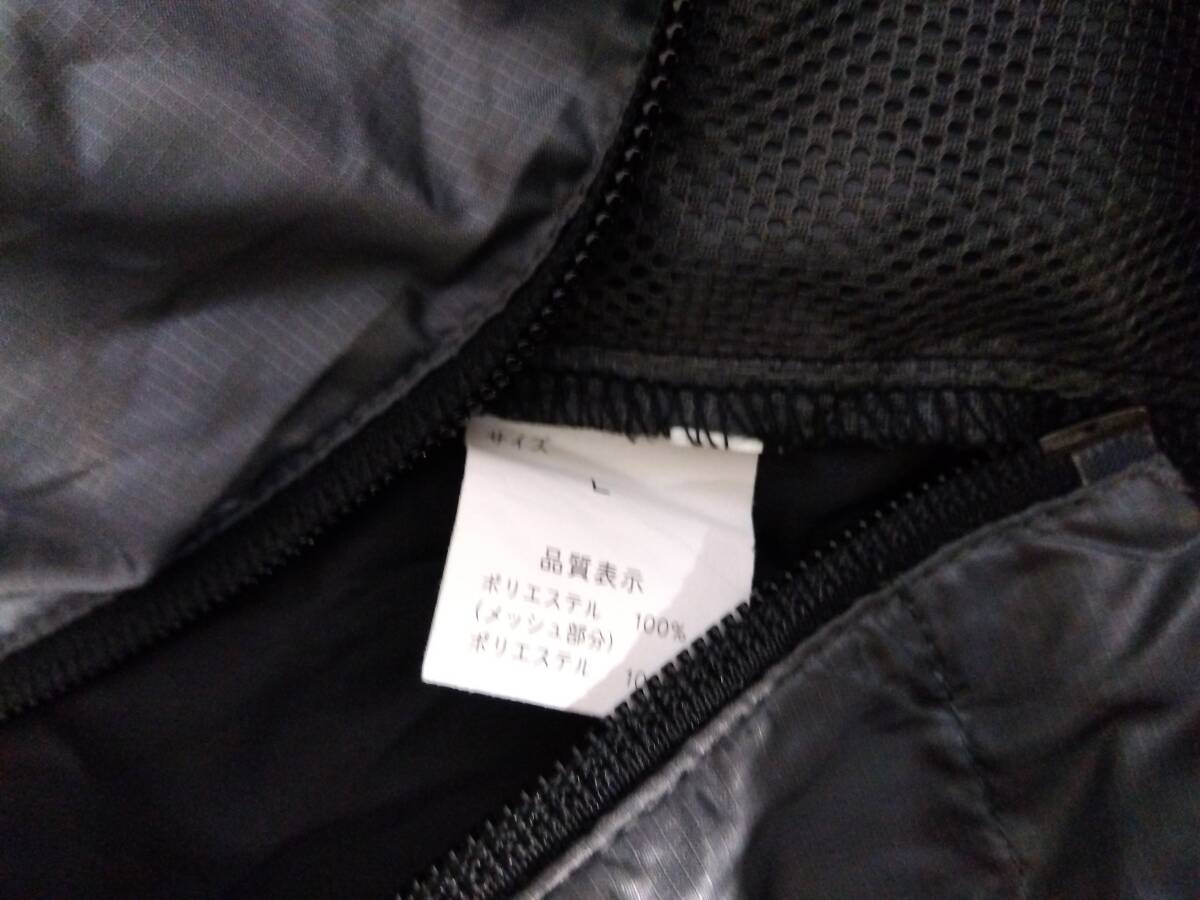 サイズ
L
品質表示
ポリエステル 100%
(メッシュ部分)
ポリエステル 10